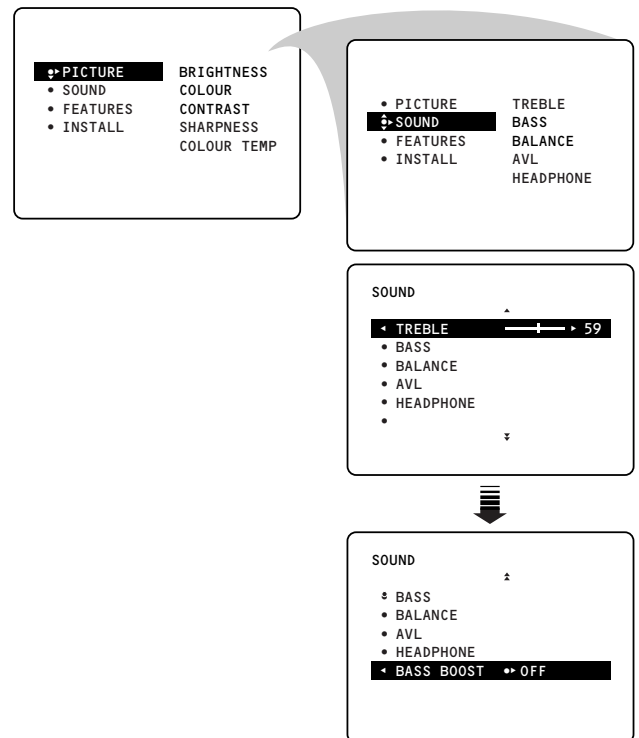 PICTURE BRIGHTNESS
• SOUND COLOUR
• FEATURES CONTRAST
• INSTALL SHARPNESS
COLOUR TEMP
• PICTURE TREBLE
SOUND BASS
• FEATURES BALANCE
• INSTALL AVL
HEADPHONE
SOUND
TREBLE 59
• BASS
• BALANCE
• AVL
• HEADPHONE
•
SOUND
BASS
• BALANCE
• AVL
• HEADPHONE
BASS BOOST OFF